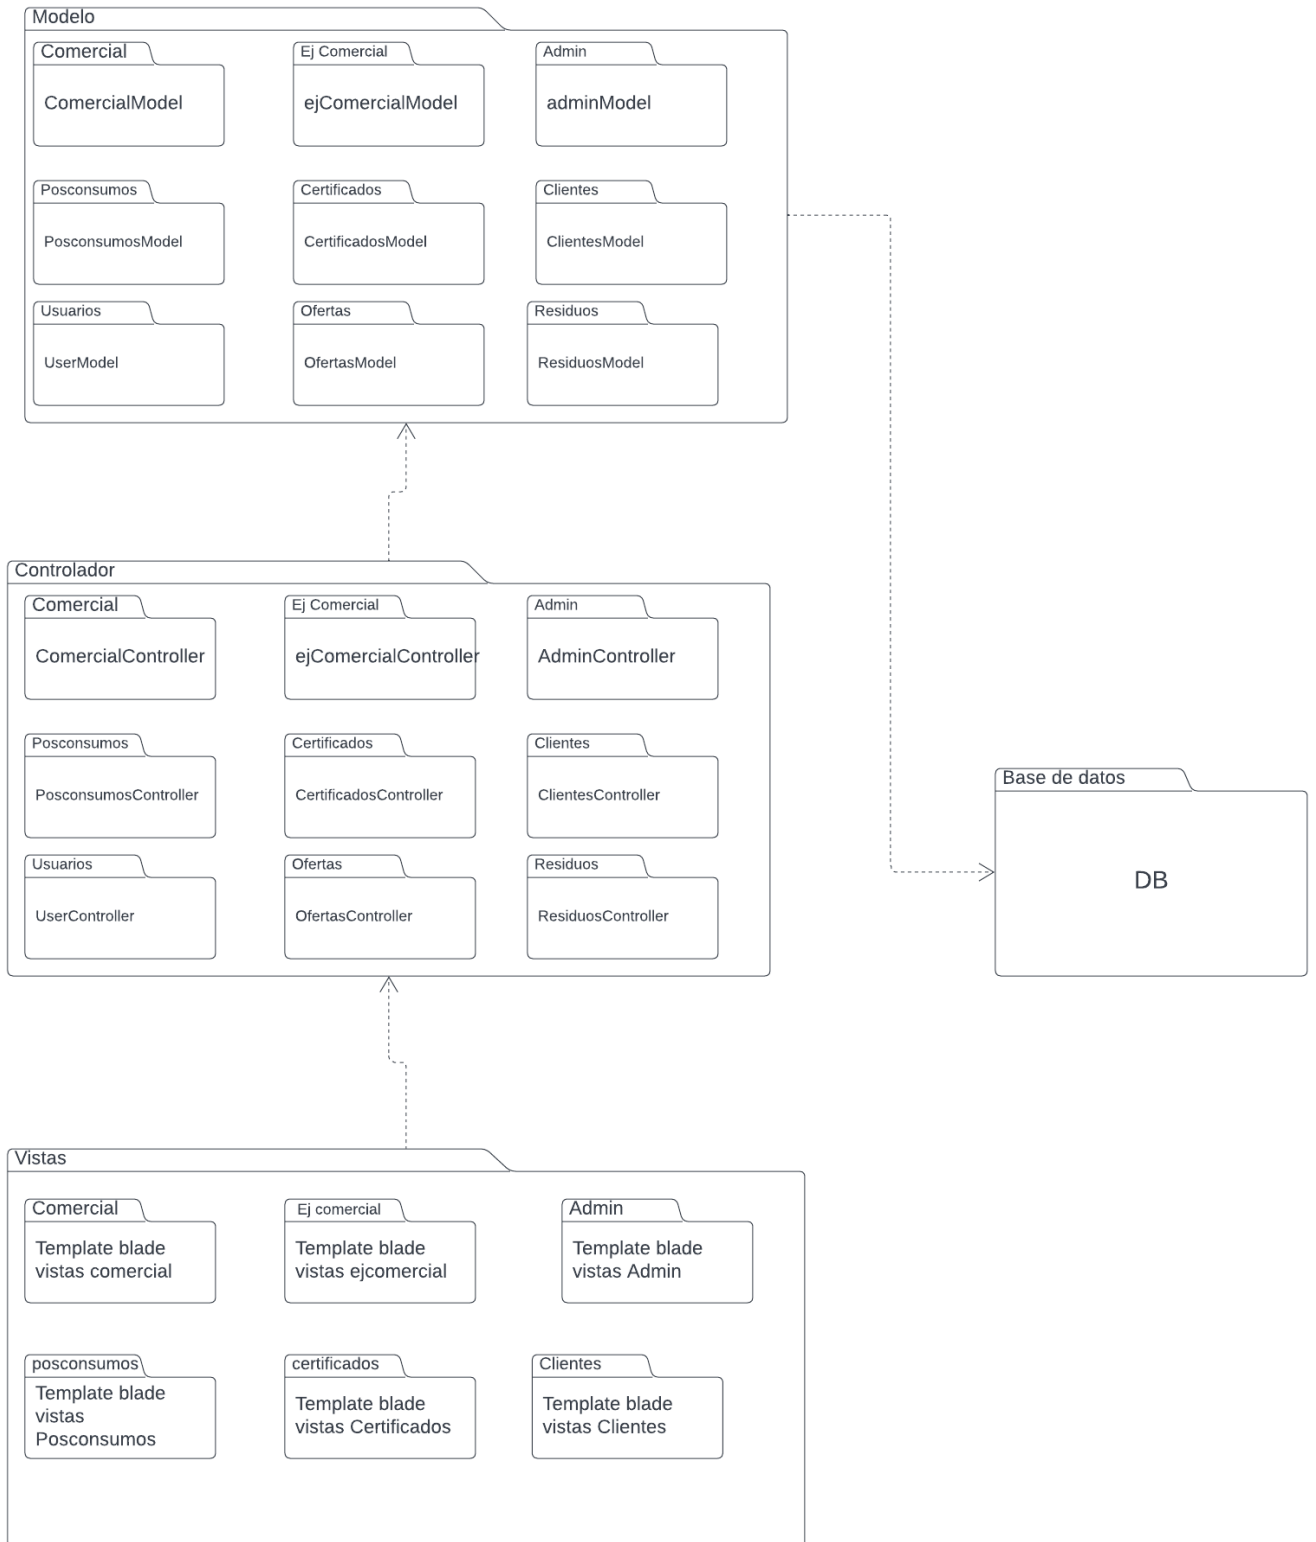 Modelo
Comercial
ComercialModel
Ej Comercial
ejComercialModel
Admin
adminModel
Posconsumos
PosconsumosModel
Certificados
CertificadosModel
Clientes
ClientesModel
Usuarios
UserModel
Ofertas
OfertasModel
Residuos
ResiduosModel
Controlador
Comercial
ComercialController
Ej Comercial
ejComercialController
Admin
AdminController
Posconsumos
PosconsumosController
Certificados
CertificadosController
Clientes
ClientesController
Usuarios
UserController
Ofertas
OfertasController
Residuos
ResiduosController
Base de datos
DB
Vistas
Comercial
Template blade
vistas comercial
Ej comercial
Template blade
vistas ejcomercial
Admin
Template blade
vistas Admin
posconsumos
Template blade
vistas
Posconsumos
certificados
Template blade
vistas Certificados
Clientes
Template blade
vistas Clientes